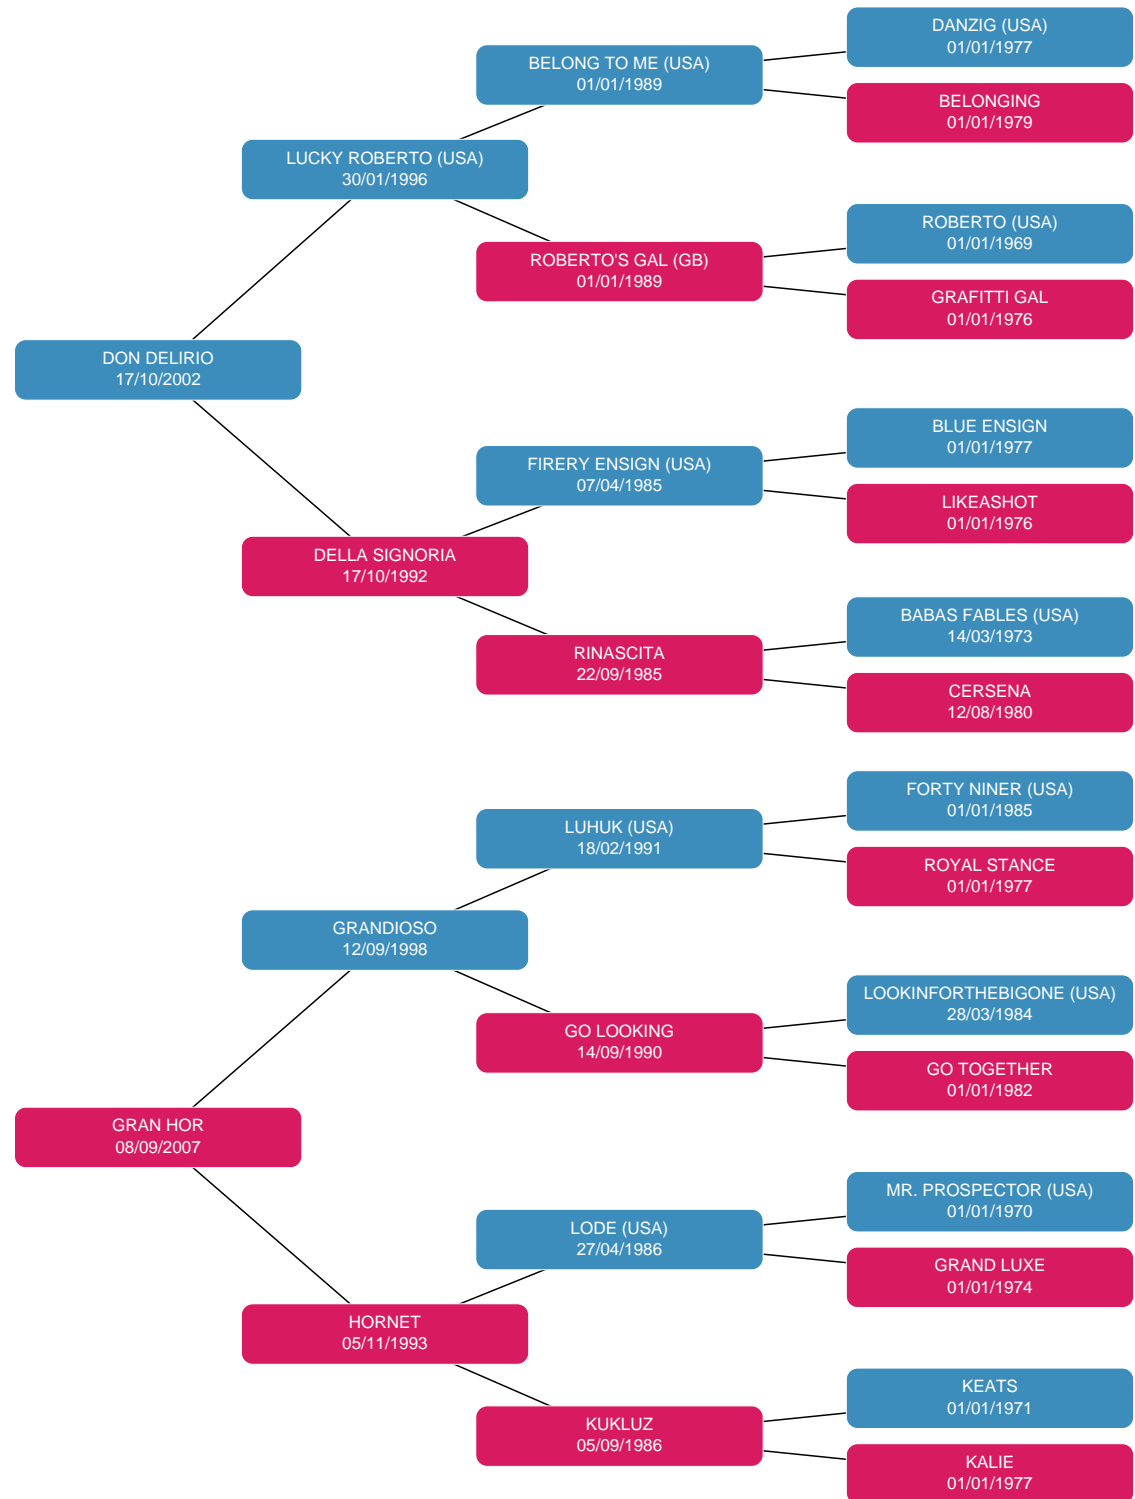 DANZIG (USA)
01/01/1977
BELONG TO ME (USA)
01/01/1989
BELONGING
01/01/1979
LUCKY ROBERTO (USA)
30/01/1996
ROBERTO (USA)
01/01/1969
ROBERTO'S GAL (GB)
01/01/1989
GRAFITTI GAL
01/01/1976
DON DELIRIO
17/10/2002
BLUE ENSIGN
01/01/1977
FIRERY ENSIGN (USA)
07/04/1985
LIKEASHOT
01/01/1976
DELLA SIGNORIA
17/10/1992
BABAS FABLES (USA)
14/03/1973
RINASCITA
22/09/1985
CERSENA
12/08/1980
FORTY NINER (USA)
01/01/1985
LUHUK (USA)
18/02/1991
ROYAL STANCE
01/01/1977
GRANDIOSO
12/09/1998
LOOKINFORTHEBIGONE (USA)
28/03/1984
GO LOOKING
14/09/1990
GO TOGETHER
01/01/1982
GRAN HOR
08/09/2007
MR. PROSPECTOR (USA)
01/01/1970
LODE (USA)
27/04/1986
GRAND LUXE
01/01/1974
HORNET
05/11/1993
KEATS
01/01/1971
KUKLUZ
05/09/1986
KALIE
01/01/1977